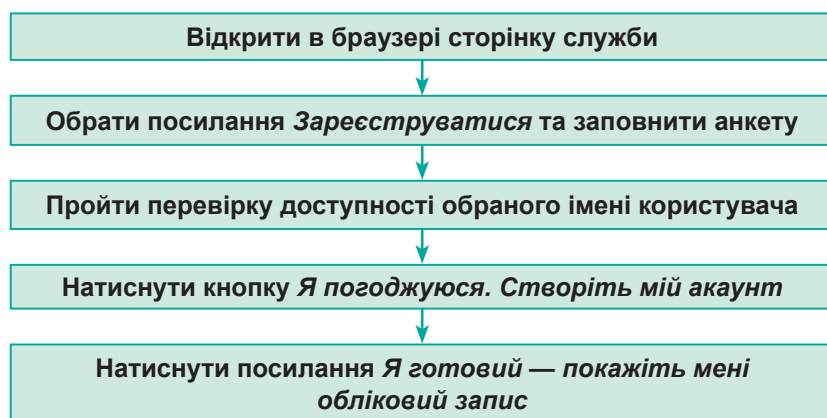 Відкрити в браузері сторінку служби
Обрати посилання Зареєструватися та заповнити анкету
Пройти перевірку доступності обраного імені користувача
Натиснути кнопку Я погоджуюся. Створіть мій акаунт
Натиснути посилання Я готовий — покажіть мені
обліковий запис